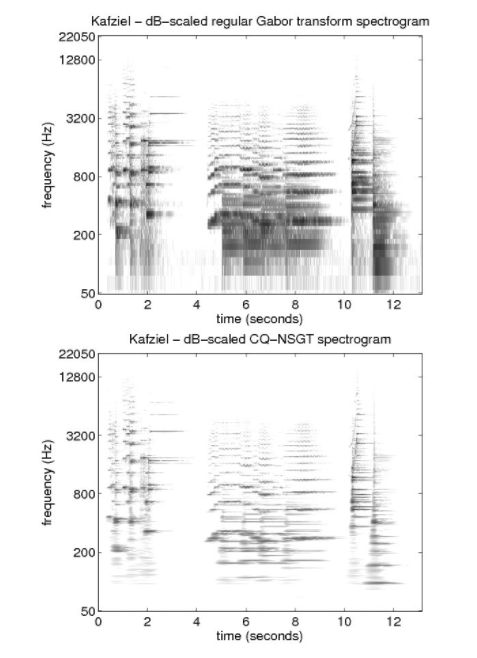 Kafziel − dB−scaled regular Gabor transform spectrogram
22050
12800
3200
800
200
50
frequency (Hz)
0 2 4 6 8 10 12
time (seconds)
Kafziel − dB−scaled CQ−NSGT spectrogram
22050
12800
3200
800
200
50
frequency (Hz)
0 2 4 6 8 10 12
time (seconds)